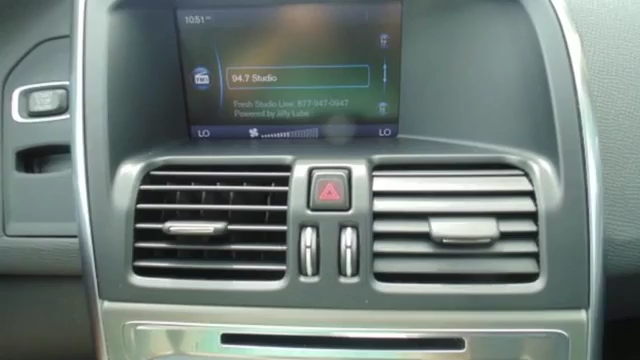 10:51
94.7 Studio
Fresh Studio Line: 877-947-0947
Powered by Jiffy Lube
LO LO